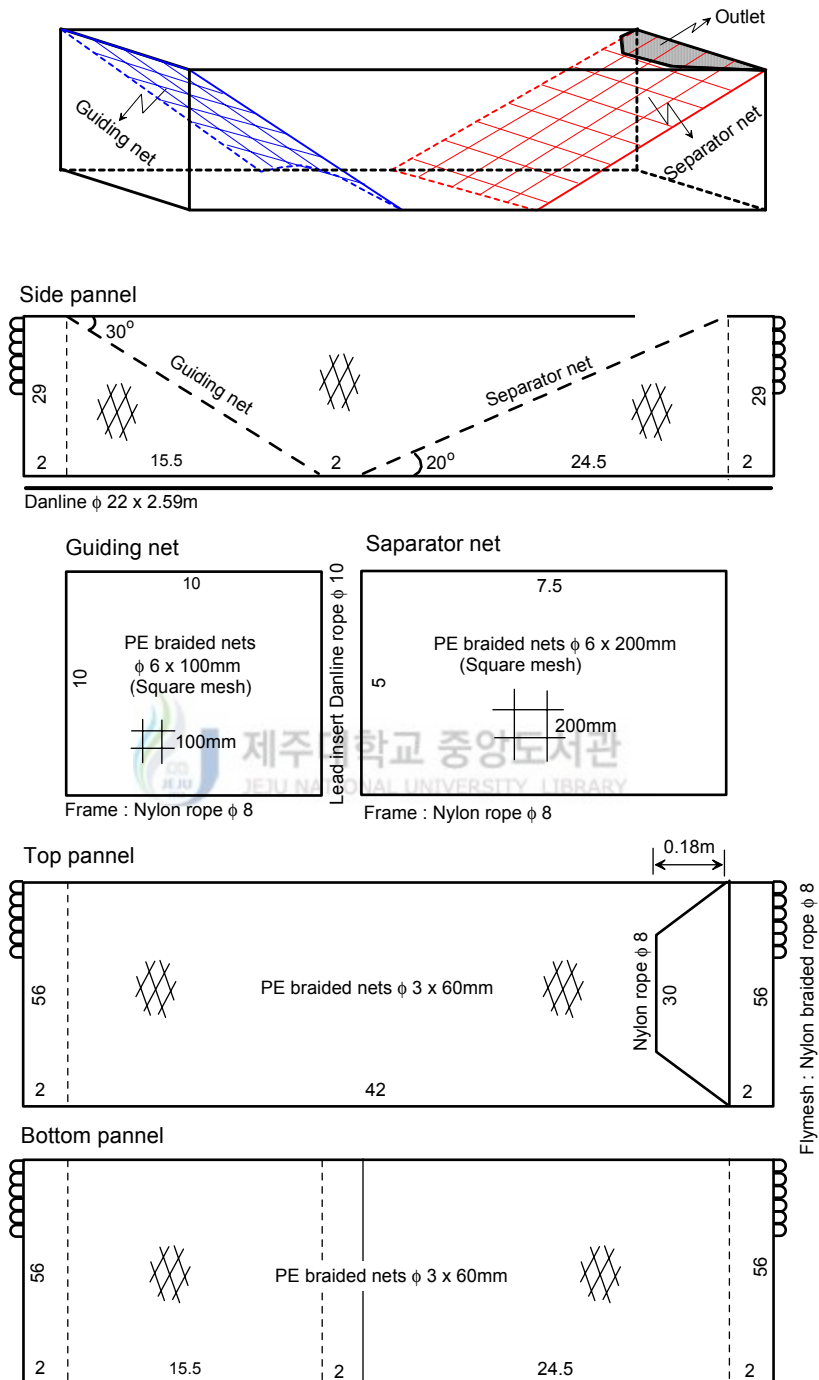 Outlet
Guiding net
Separator net
Side pannel
30°
Guiding net
Separator net
29
29
2
15.5
2
20°
24.5
2
Danline ϕ 22 x 2.59m
Guiding net
Saparator net
10
7.5
PE braided nets
ϕ 6 x 100mm
(Square mesh)
10
100mm
Lead insert Danline rope ϕ 10
PE braided nets ϕ 6 x 200mm
(Square mesh)
5
200mm
제주대학교 중앙도서관
JEJU NATIONAL UNIVERSITY LIBRARY
JEJU
Frame : Nylon rope ϕ 8
Frame : Nylon rope ϕ 8
Top pannel
0.18m
56
PE braided nets ϕ 3 x 60mm
Nylon rope ϕ 8
30
56
2
42
2
Flymesh : Nylon braided rope ϕ 8
Bottom pannel
56
PE braided nets ϕ 3 x 60mm
56
2
15.5
2
24.5
2